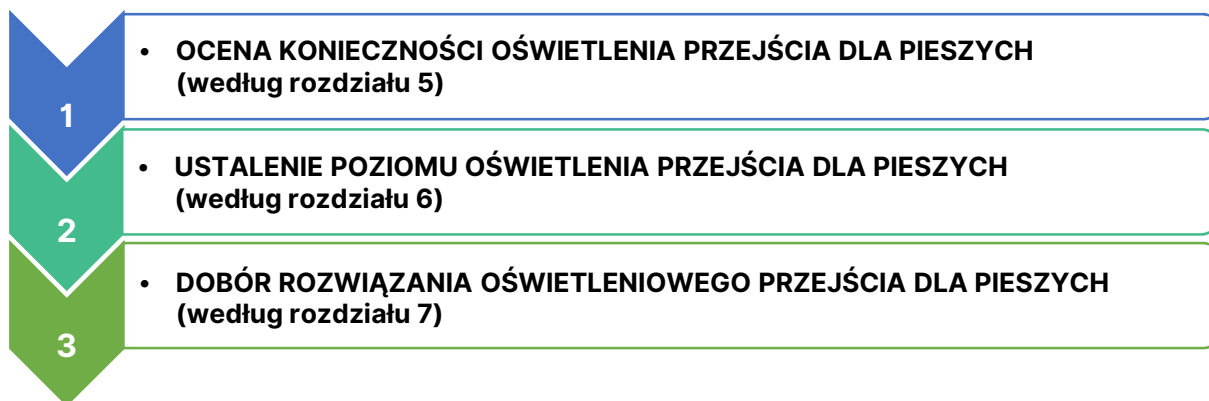 1
• OCENA KONIECZNOŚCI OŚWIETLENIA PRZEJŚCIA DLA PIESZYCH
(według rozdziału 5)
2
• USTALENIE POZIOMU OŚWIETLENIA PRZEJŚCIA DLA PIESZYCH
(według rozdziału 6)
3
• DOBÓR ROZWIĄZANIA OŚWIETLENIOWEGO PRZEJŚCIA DLA PIESZYCH
(według rozdziału 7)